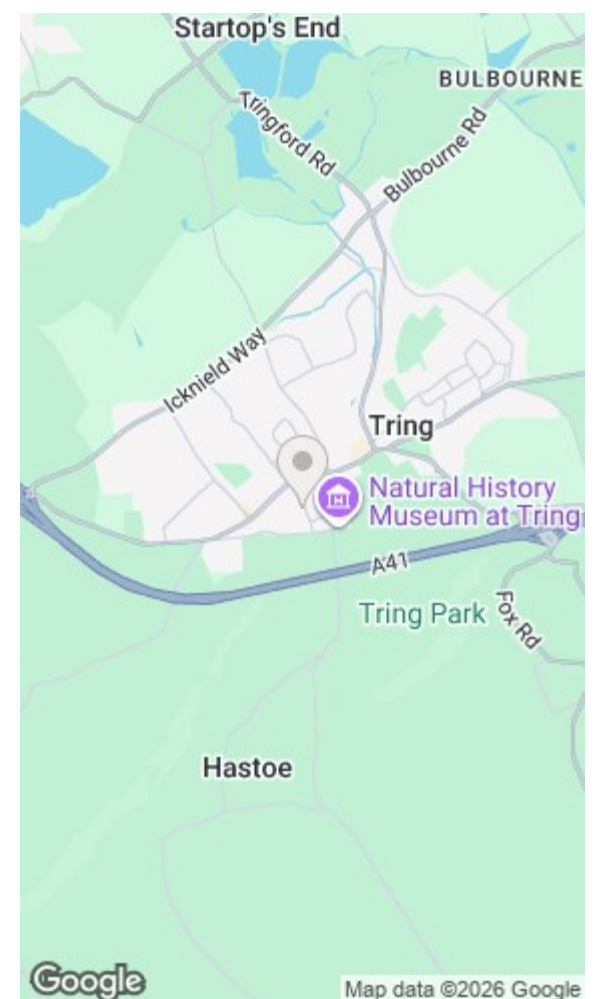 Startop's End
BULBOURNE
Tringford Rd
Bulbourne Rd
Icknield Way
Tring
Natural History
Museum at Tring
A41
Tring Park
Fox Rd
Hastoe
Google
Map data ©2026 Google